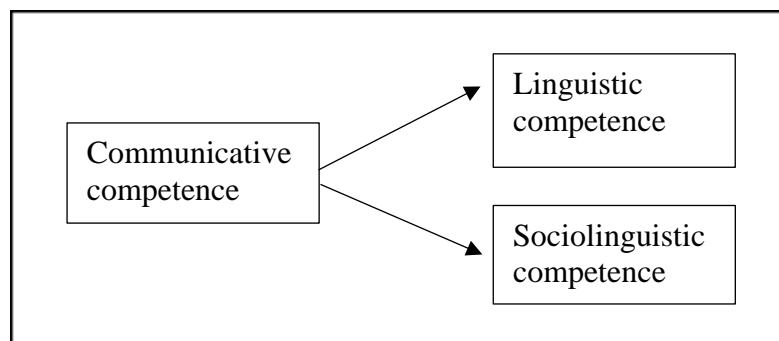 Communicative
competence
Linguistic
competence
Sociolinguistic
competence